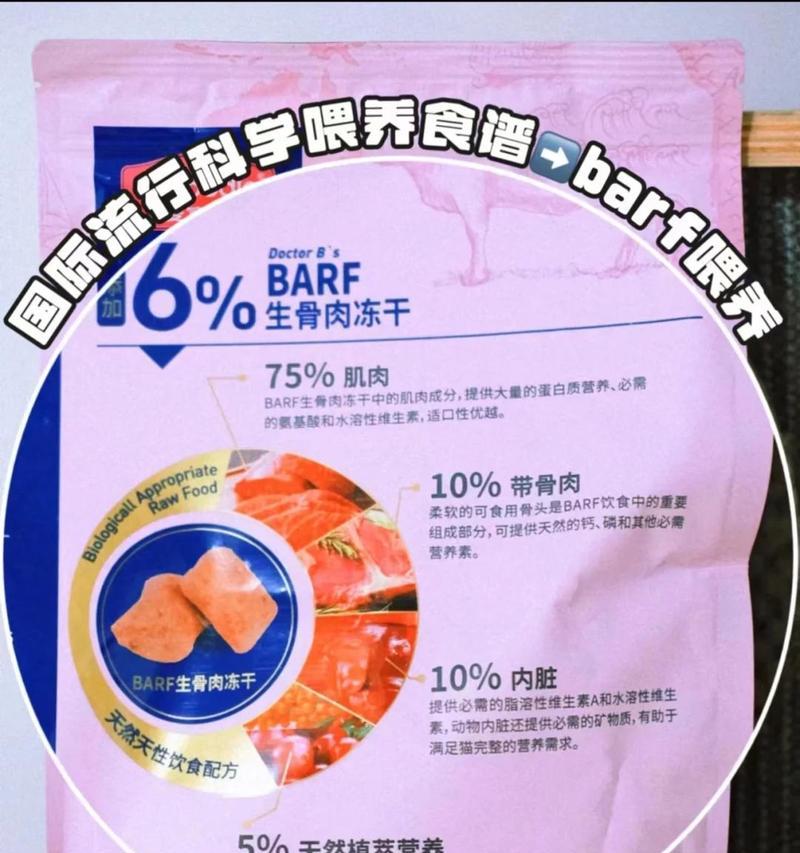 国际流行科学喂养食谱➡barf喂养
添加
6%
Doctor B`s
BARF
生骨肉冻干
75% 肌肉
BARF生骨肉冻干中的肌肉成分,提供大量的蛋白质营养、必需
的氨基酸和水溶性维生素,适口性优越。
Biologicall Appropriate
Raw Food
10% 带骨肉
柔软的可食用骨头是BARF饮食中的重要
组成部分,可提供天然的钙、磷和其他必需
营养素。
BARF生骨肉冻干
天然天性饮食配方
10% 内脏
提供必需的脂溶性维生素A和水溶性维生
素,动物内脏还提供必需的矿物质,有助于
满足猫完整的营养需求。
5% 天然植萃营养